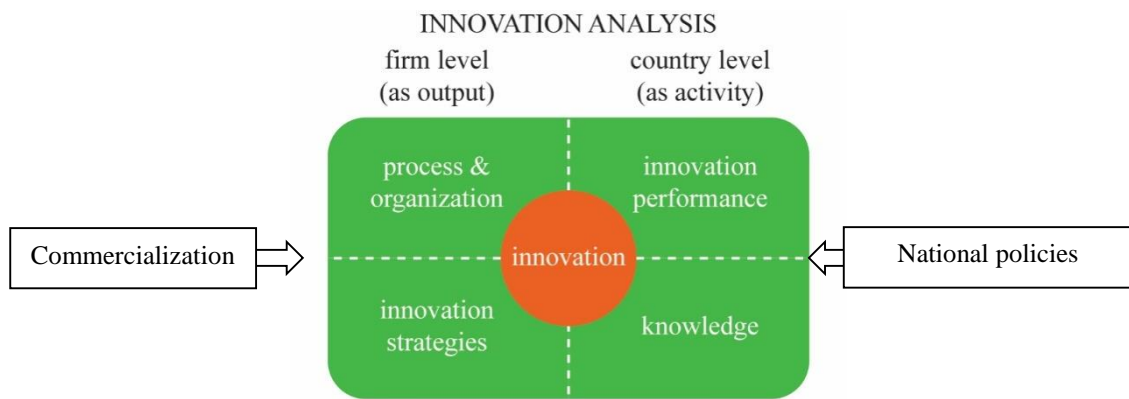 INNOVATION ANALYSIS
firm level
(as output)
country level
(as activity)
process &
organization
innovation
performance
Commercialization
innovation
National policies
innovation
strategies
knowledge